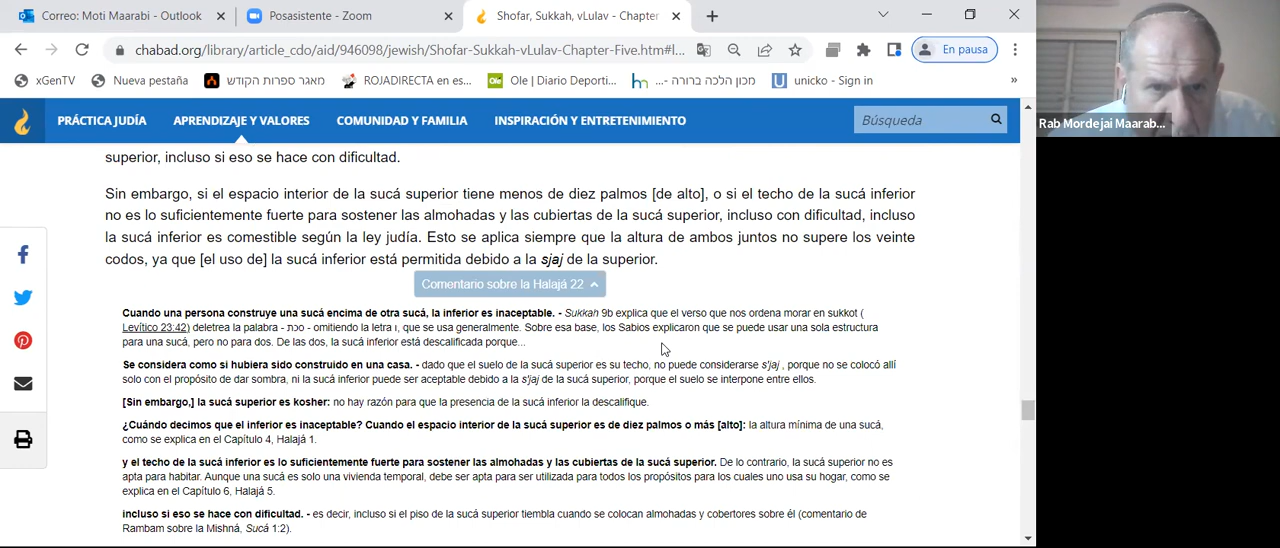 Correo: Moti Maarabi - Outlook
Posasistente - Zoom
Shofar, Sukkah, vLulav - Chapter
chabad.org/library/article_cdo/aid/946098/jewish/Shofar-Sukkah-vLulav-Chapter-Five.htm#l...
En pausa
xGenTV
Nueva pestaña
מאגר ספרות הקודש
ROJADIRECTA en es...
Ole | Diario Deporti...
מכון הלכה ברורה -...
unicko - Sign in
»
Rab Mordejai Maarab...
PRÁCTICA JUDÍA
APRENDIZAJE Y VALORES
COMUNIDAD Y FAMILIA
INSPIRACIÓN Y ENTRETENIMIENTO
Búsqueda
superior, incluso si eso se hace con dificultad.
Sin embargo, si el espacio interior de la sucá superior tiene menos de diez palmos [de alto], o si el techo de la sucá inferior
no es lo suficientemente fuerte para sostener las almohadas y las cubiertas de la sucá superior, incluso con dificultad, incluso
la sucá inferior es comestible según la ley judía. Esto se aplica siempre que la altura de ambos juntos no supere los veinte
codos, ya que [el uso de] la sucá inferior está permitida debido a la sjaj de la superior.
Comentario sobre la Halajá 22
Cuando una persona construye una sucá encima de otra sucá, la inferior es inaceptable. - Sukkah 9b explica que el verso que nos ordena morar en sukkot (
Levítico 23:42) deletrea la palabra - סכת - omitiendo la letra ו, que se usa generalmente. Sobre esa base, los Sabios explicaron que se puede usar una sola estructura
para una sucá, pero no para dos. De las dos, la sucá inferior está descalificada porque...
Se considera como si hubiera sido construido en una casa. - dado que el suelo de la sucá superior es su techo, no puede considerarse s'jaj , porque no se colocó allí
solo con el propósito de dar sombra, ni la sucá inferior puede ser aceptable debido a la s'jaj de la sucá superior, porque el suelo se interpone entre ellos.
[Sin embargo,] la sucá superior es kosher: no hay razón para que la presencia de la sucá inferior la descalifique.
¿Cuándo decimos que el inferior es inaceptable? Cuando el espacio interior de la sucá superior es de diez palmos o más [alto]: la altura mínima de una sucá,
como se explica en el Capítulo 4, Halajá 1.
y el techo de la sucá inferior es lo suficientemente fuerte para sostener las almohadas y las cubiertas de la sucá superior. De lo contrario, la sucá superior no es
apta para habitar. Aunque una sucá es solo una vivienda temporal, debe ser apta para ser utilizada para todos los propósitos para los cuales uno usa su hogar, como se
explica en el Capítulo 6, Halajá 5.
incluso si eso se hace con dificultad. - es decir, incluso si el piso de la sucá superior tiembla cuando se colocan almohadas y cobertores sobre él (comentario de
Rambam sobre la Mishná, Sucá 1:2).